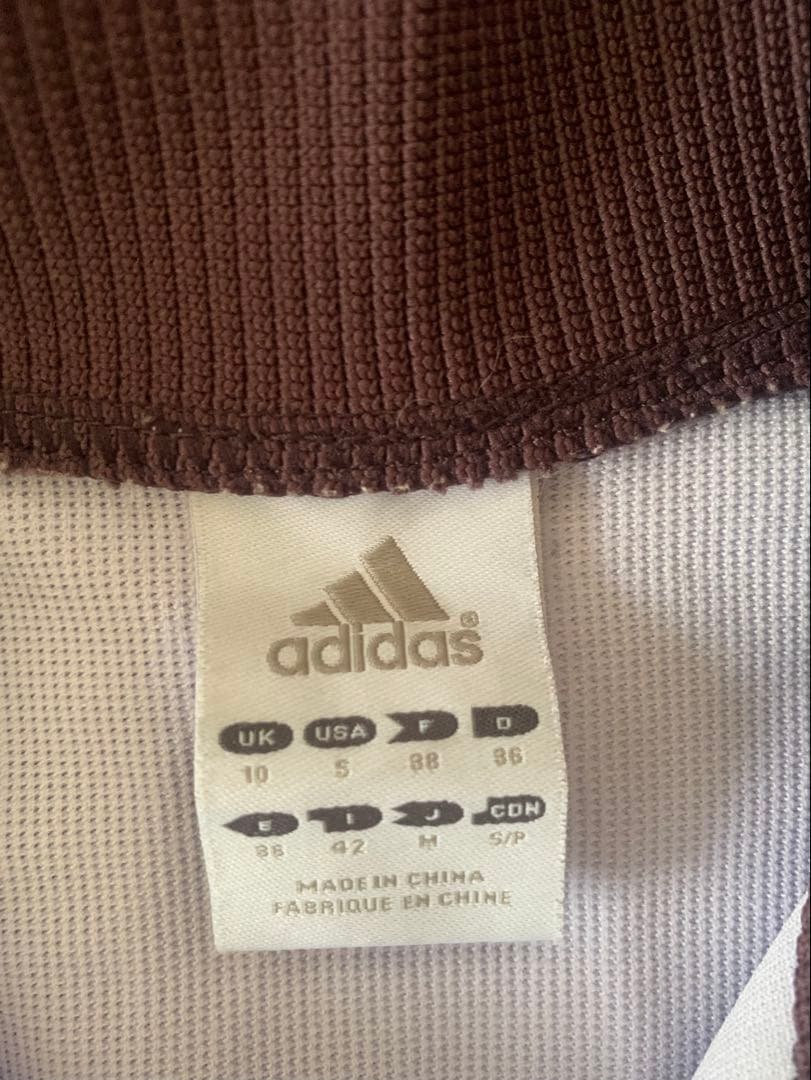 adidas®
UK USA F D
10 S 38 36
E I J CDN
38 42 M S/P
MADE IN CHINA
FABRIQUE EN CHINE